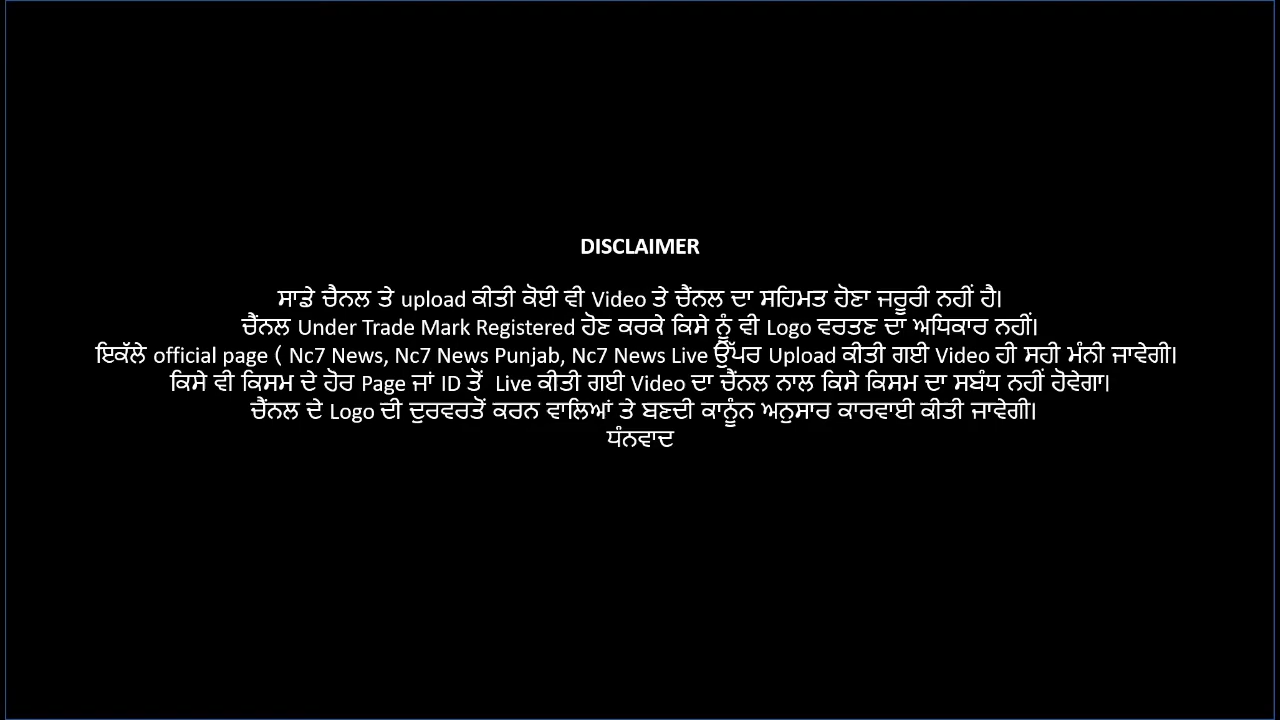 DISCLAIMER
ਸਾਡੇ ਚੈਨਲ ਤੇ upload ਕੀਤੀ ਕੋਈ ਵੀ Video ਤੇ ਚੈੱਨਲ ਦਾ ਸਹਿਮਤ ਹੋਣਾ ਜਰੂਰੀ ਨਹੀਂ ਹੈ।
ਚੈੱਨਲ Under Trade Mark Registered ਹੋਣ ਕਰਕੇ ਕਿਸੇ ਨੂੰ ਵੀ Logo ਵਰਤਣ ਦਾ ਅਧਿਕਾਰ ਨਹੀਂ।
ਇਕੱਲੇ official page ( Nc7 News, Nc7 News Punjab, Nc7 News Live ਉੱਪਰ Upload ਕੀਤੀ ਗਈ Video ਹੀ ਸਹੀ ਮੰਨੀ ਜਾਵੇਗੀ।
ਕਿਸੇ ਵੀ ਕਿਸਮ ਦੇ ਹੋਰ Page ਜਾਂ ID ਤੋਂ Live ਕੀਤੀ ਗਈ Video ਦਾ ਚੈੱਨਲ ਨਾਲ ਕਿਸੇ ਕਿਸਮ ਦਾ ਸਬੰਧ ਨਹੀਂ ਹੋਵੇਗਾ।
ਚੈੱਨਲ ਦੇ Logo ਦੀ ਦੁਰਵਰਤੋਂ ਕਰਨ ਵਾਲਿਆਂ ਤੇ ਬਣਦੀ ਕਾਨੂੰਨ ਅਨੁਸਾਰ ਕਾਰਵਾਈ ਕੀਤੀ ਜਾਵੇਗੀ।
ਧੰਨਵਾਦ